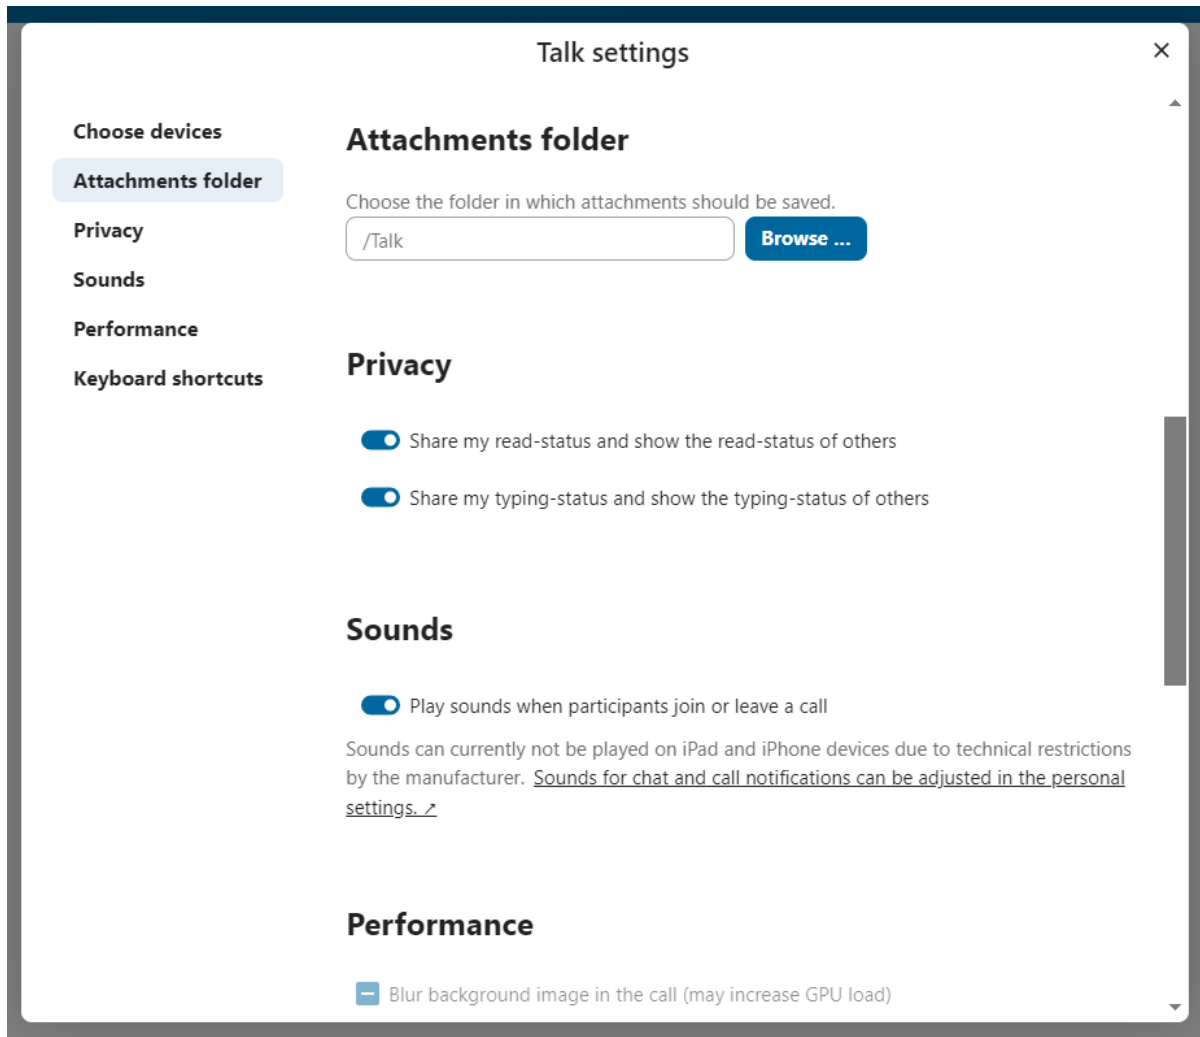 Talk settings
Choose devices
Attachments folder
Privacy
Sounds
Performance
Keyboard shortcuts
Attachments folder
Choose the folder in which attachments should be saved.
/Talk
Browse ...
Privacy
Share my read-status and show the read-status of others
Share my typing-status and show the typing-status of others
Sounds
Play sounds when participants join or leave a call
Sounds can currently not be played on iPad and iPhone devices due to technical restrictions
by the manufacturer. Sounds for chat and call notifications can be adjusted in the personal
settings. ↗
Performance
Blur background image in the call (may increase GPU load)